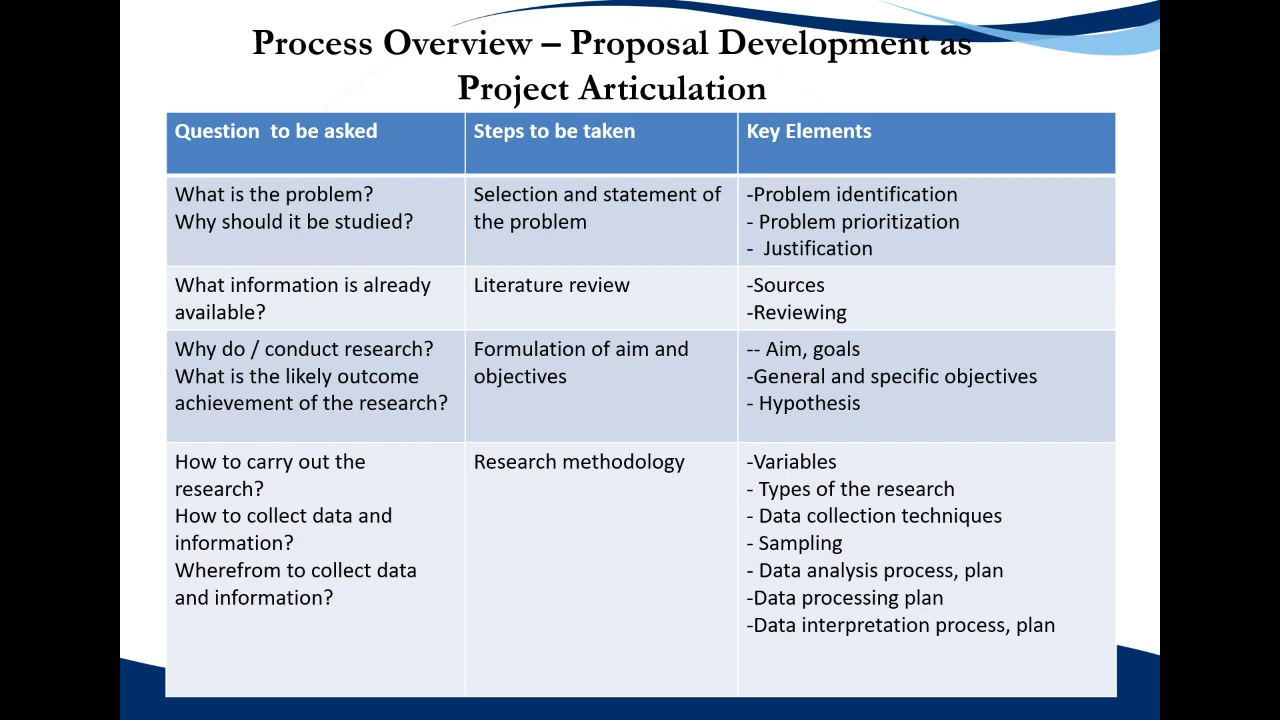 Process Overview – Proposal Development as
Project Articulation
Question  to be asked
Steps to be taken
Key Elements
What is the problem?
Why should it be studied?
Selection and statement of
the problem
-Problem identification
- Problem prioritization
-  Justification
What information is already
available?
Literature review
-Sources
-Reviewing
Why do / conduct research?
What is the likely outcome
achievement of the research?
Formulation of aim and
objectives
-- Aim, goals
-General and specific objectives
- Hypothesis
How to carry out the
research?
How to collect data and
information?
Wherefrom to collect data
and information?
Research methodology
-Variables
- Types of the research
- Data collection techniques
- Sampling
- Data analysis process, plan
-Data processing plan
-Data interpretation process, plan